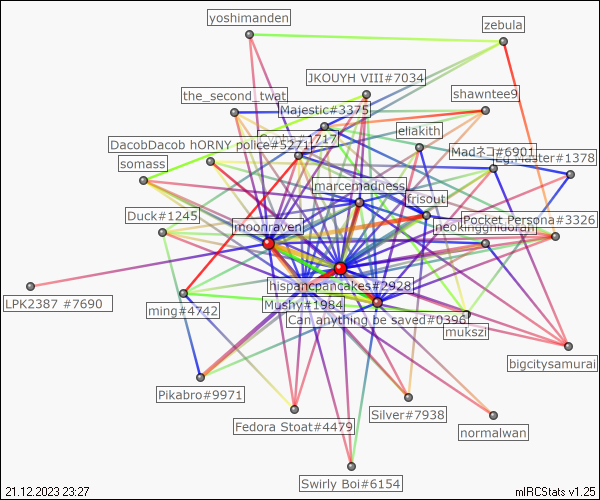 yoshimanden
zebula
JKOUYH VIII#7034
the_second_twat
shawntee9
Majestic#3375
#1717
eliakith
DacobDacob hORNY police#5271
Madネコ#6901
#1378
somass
marcemadness
frisout
Duck#1245
moonraven
Pocket Persona#3326
neokingghidorah
hispancpancakes#2928
LPK2387 #7690
ming#4742
Mushy#1984
Can anything be saved#0396
mukszi
bigcitysamurai
Pikabro#9971
Silver#7938
Fedora Stoat#4479
normalwan
Swirly Boi#6154
21.12.2023 23:27
mIRCStats v1.25